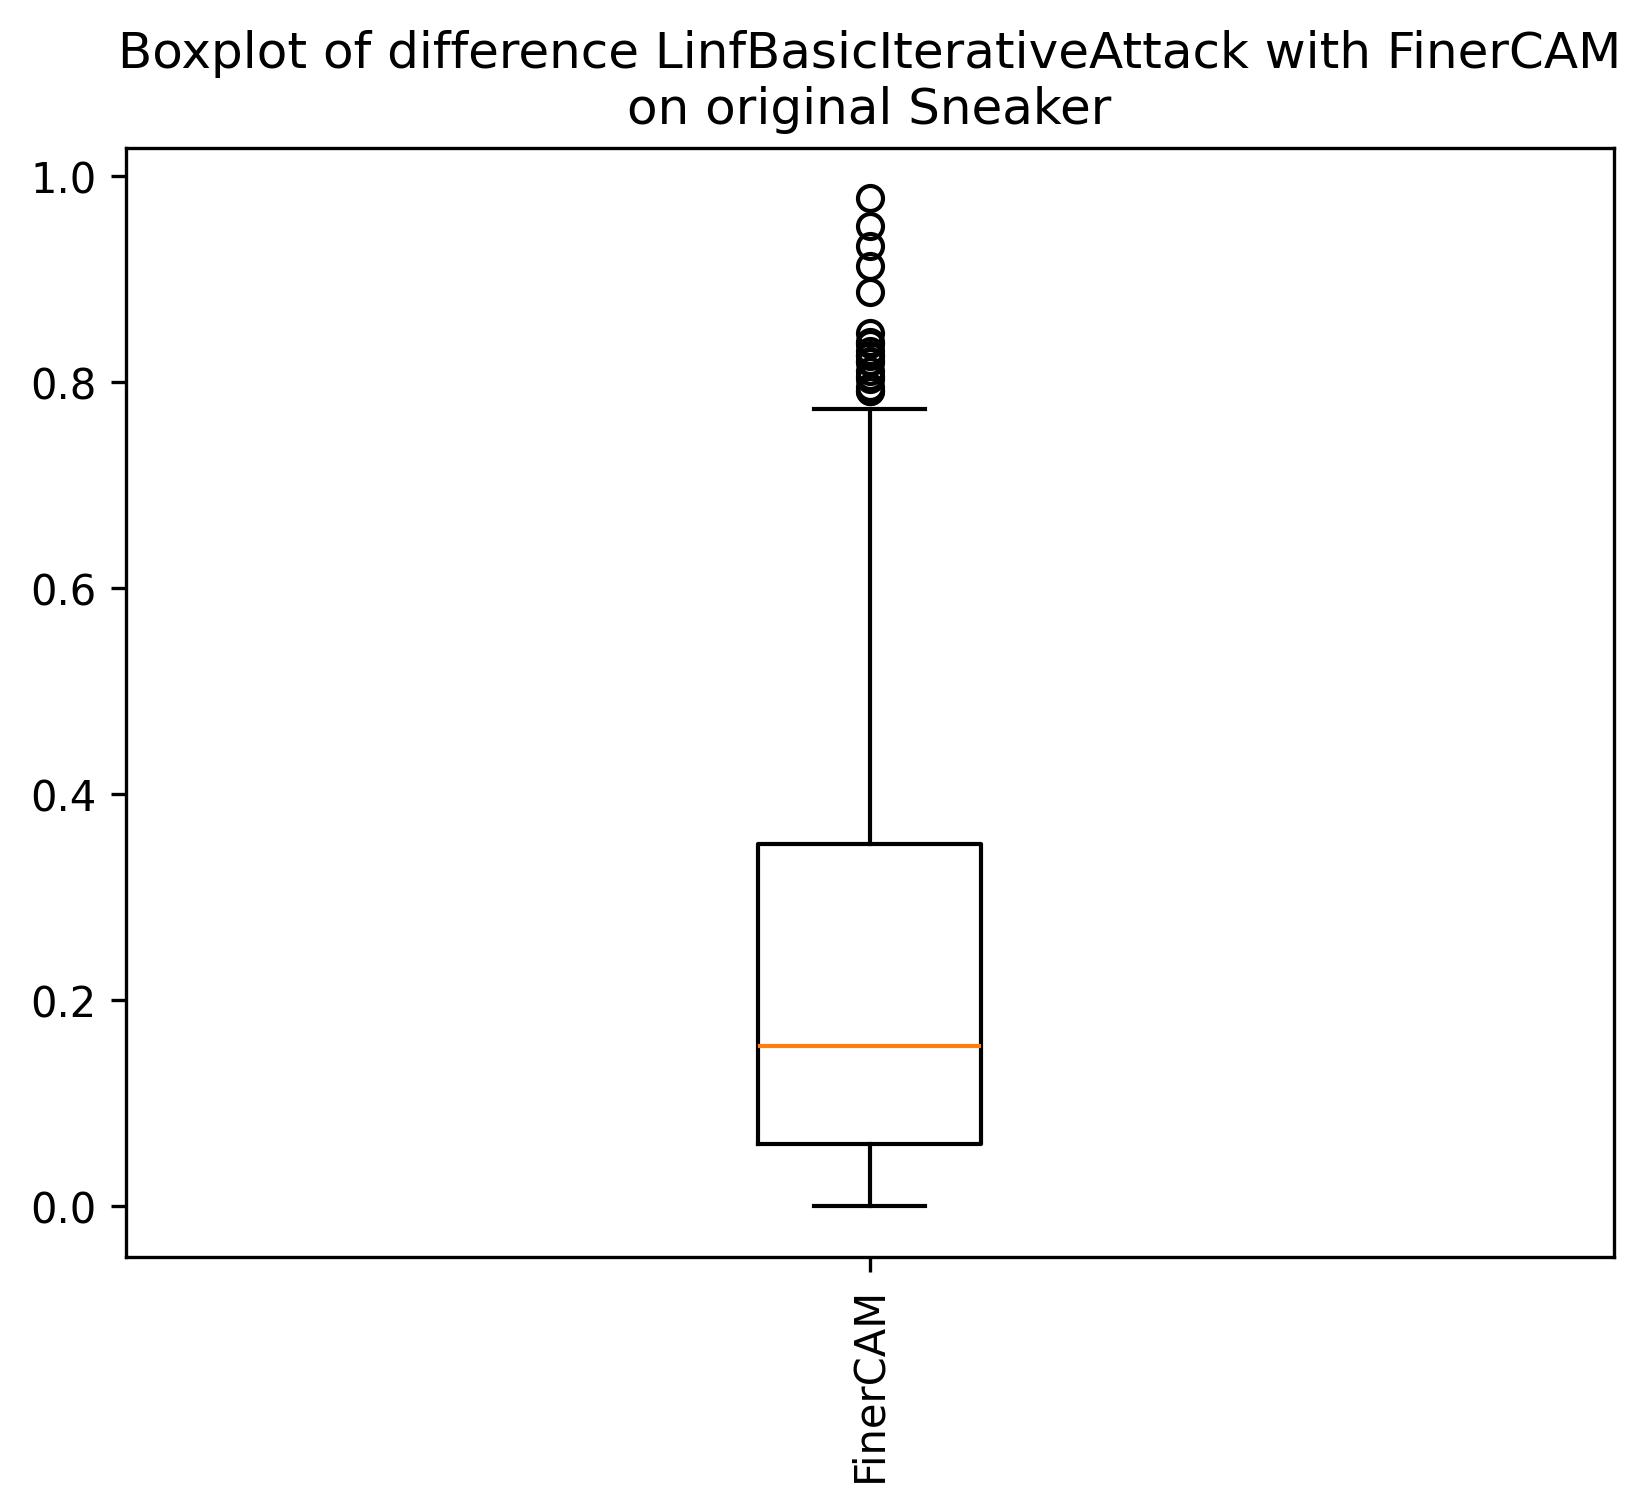 Boxplot of difference LinfBasicIterativeAttack with FinerCAM
on original Sneaker
1.0
0.8
0.6
0.4
0.2
0.0
FinerCAM